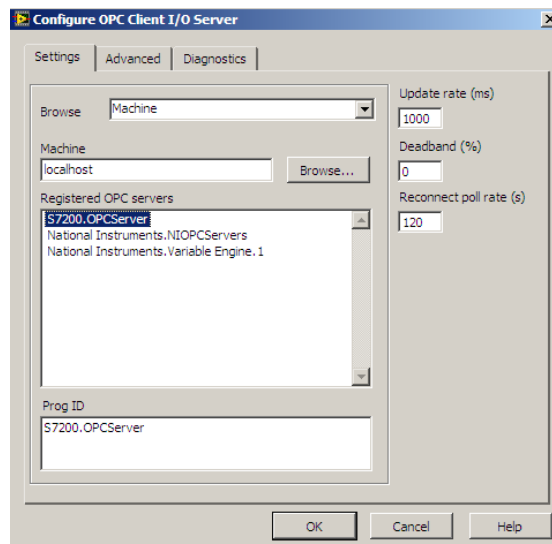 Configure OPC Client I/O Server
Settings
Advanced
Diagnostics
Browse
Machine
Machine
localhost
Browse...
Registered OPC servers
S7200.OPCServer
National Instruments.NIOPCServers
National Instruments.Variable Engine.1
Prog ID
S7200.OPCServer
Update rate (ms)
1000
Deadband (%)
0
Reconnect poll rate (s)
120
OK
Cancel
Help